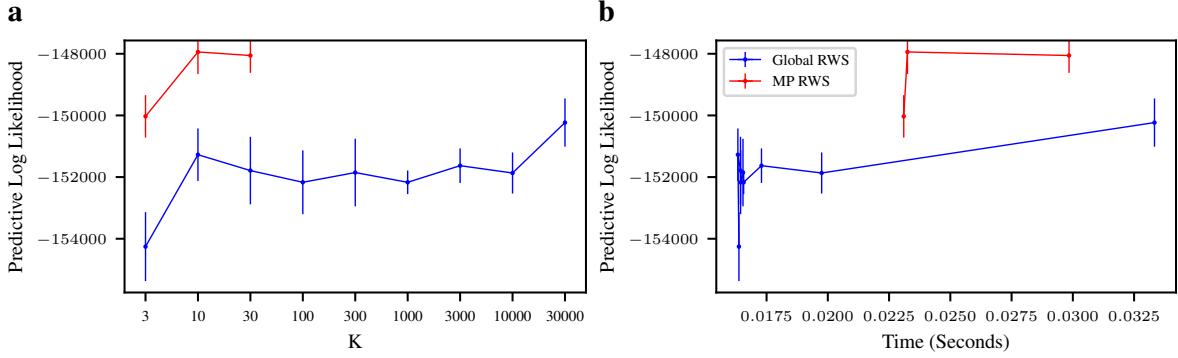 a
Predictive Log Likelihood
−148000
−150000
−152000
−154000
3 10 30 100 300 1000 3000 10000 30000
K
b
Predictive Log Likelihood
−148000
−150000
−152000
−154000
Global RWS
MP RWS
0.0175 0.0200 0.0225 0.0250 0.0275 0.0300 0.0325
Time (Seconds)